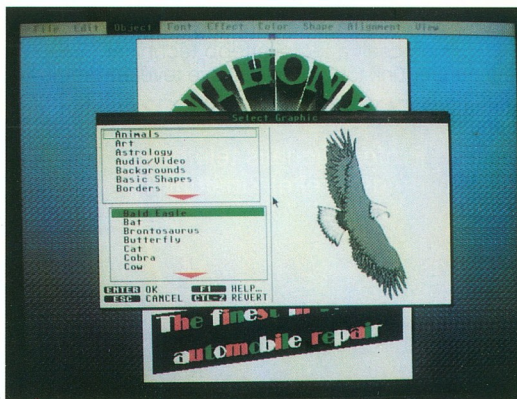 File Edit Object Font Effect Color Shape Alignment View
ANTHONY
Select Graphic
Animals
Art
Astrology
Audio/Video
Backgrounds
Basic Shapes
Borders
Bald Eagle
Bat
Brontosaurus
Butterfly
Cat
Cobra
Cow
ENTER OK F1 HELP...
ESC CANCEL CTL-Z REVERT
The finest in
automobile repair